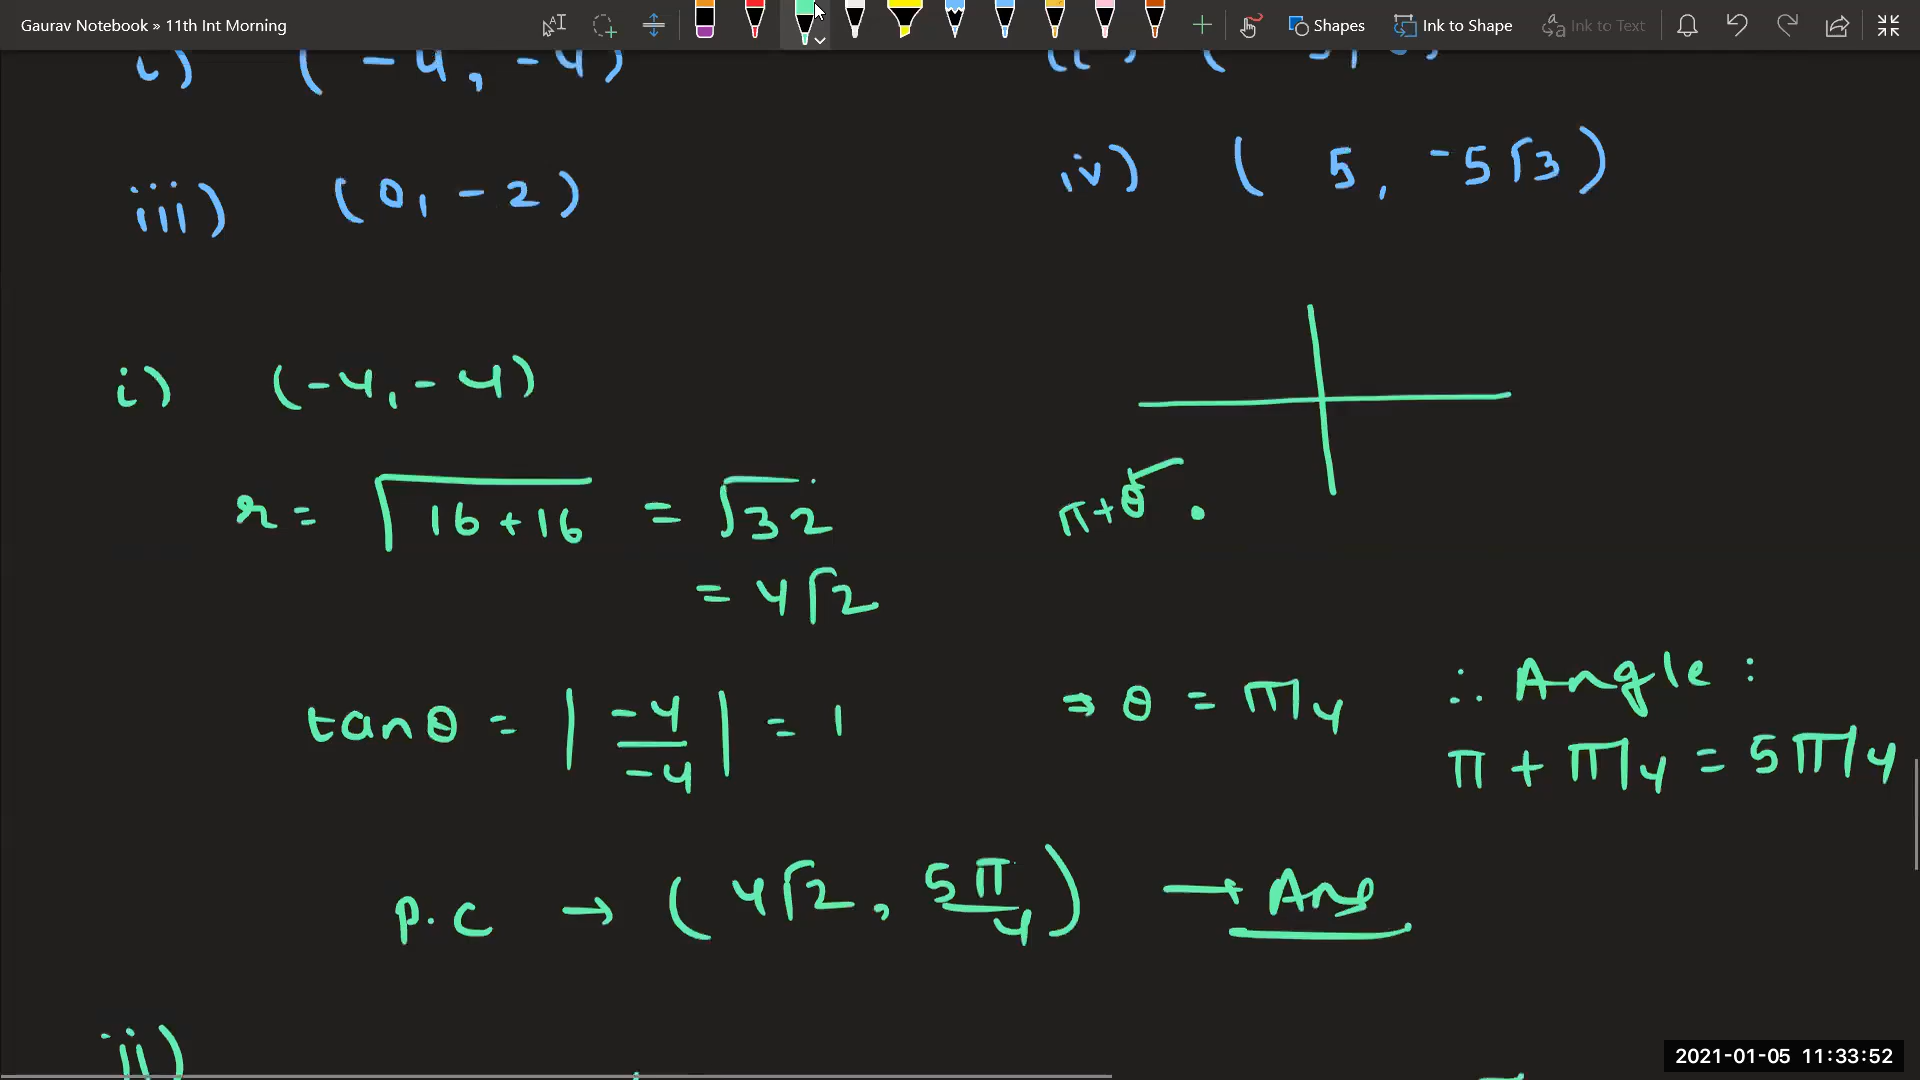 Gaurav Notebook » 11th Int Morning
Shapes Ink to Shape Ink to Text
i) (-4, -4)
iii) (0, -2)
iv) (5, -5√3)
i) (-4, -4)
r = √16+16 = √32
= 4√2
π+θ
tanθ = |-4/-4| = 1 ⇒ θ = π/4
∴ Angle:
π + π/4 = 5π/4
P.C → (4√2, 5π/4) → Ans
ii)
2021-01-05 11:33:52